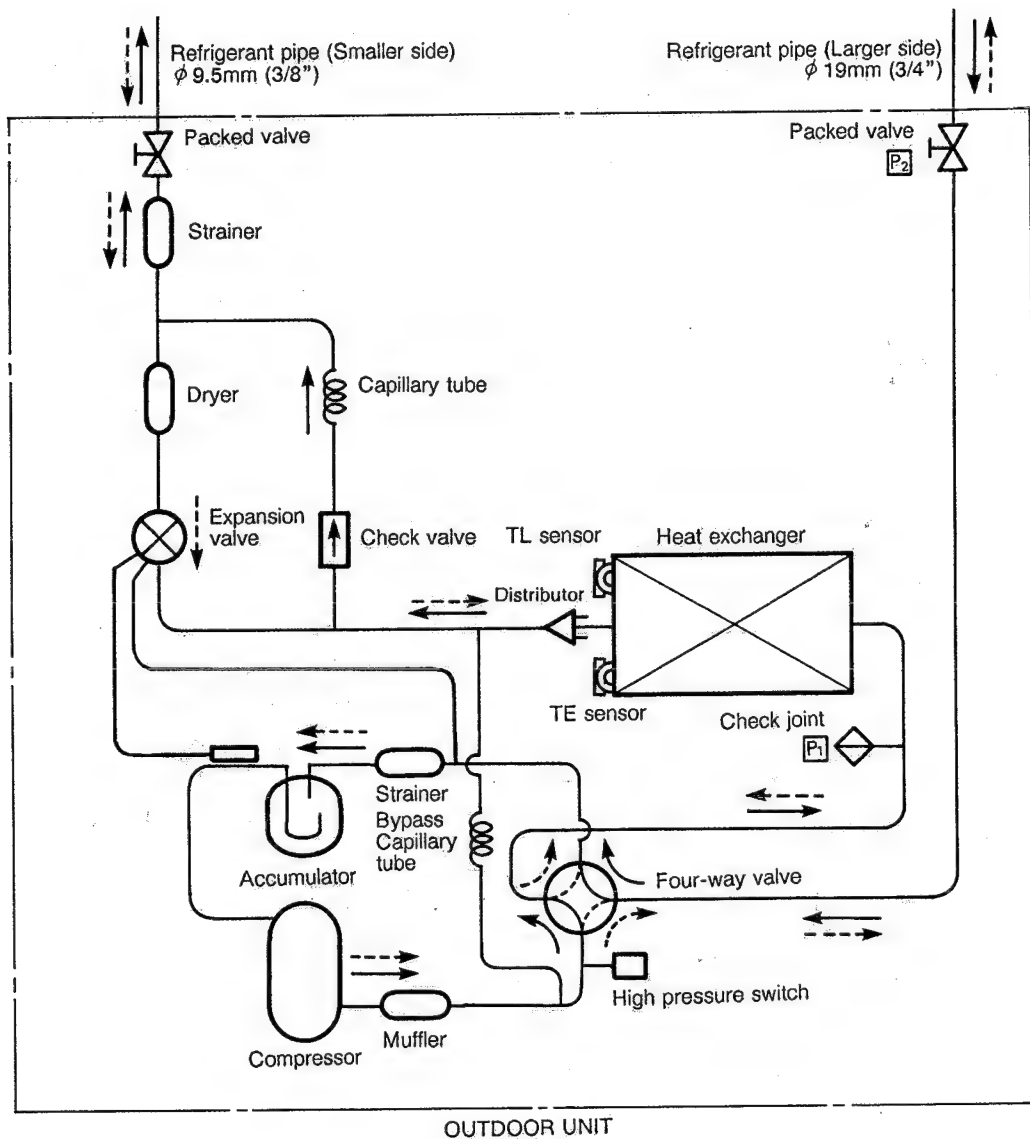 Refrigerant pipe (Smaller side)
φ 9.5mm (3/8")
Refrigerant pipe (Larger side)
φ 19mm (3/4")
Packed valve
Packed valve
P₂
Strainer
Dryer
Capillary tube
Expansion
valve
Check valve
TL sensor
Heat exchanger
Distributor
TE sensor
Check joint
P₁
Strainer
Bypass
Capillary
tube
Accumulator
Four-way valve
High pressure switch
Muffler
Compressor
OUTDOOR UNIT